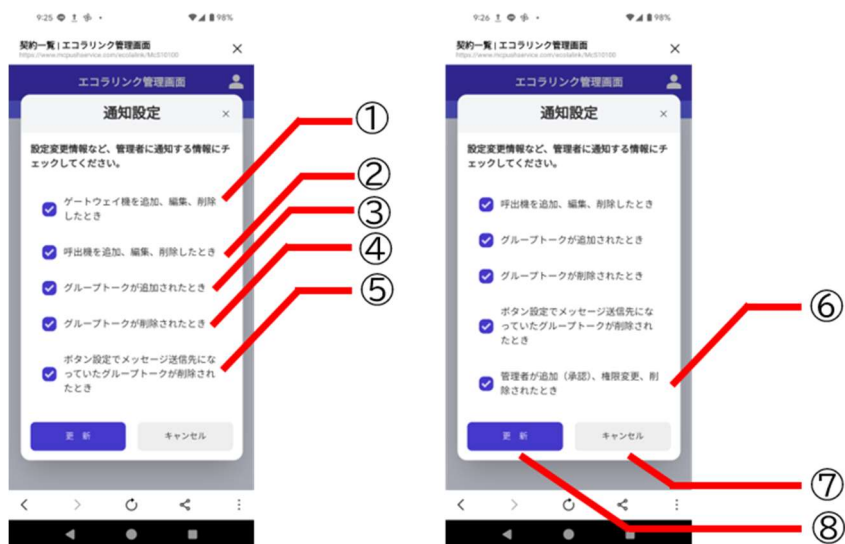 9:25
98%
契約一覧 | エコラリンク管理画面
https://www.mcpushservice.com/ecolalink/Mc510100
エコラリンク管理画面
通知設定
設定変更情報など、管理者に通知する情報にチ
ェックしてください。
ゲートウェイ機を追加、編集、削除
したとき
呼出機を追加、編集、削除したとき
グループトークが追加されたとき
グループトークが削除されたとき
ボタン設定でメッセージ送信先にな
っていたグループトークが削除され
たとき
更 新
キャンセル
①
②
③
④
⑤
9:26
98%
契約一覧 | エコラリンク管理画面
https://www.mcpushservice.com/ecolalink/Mc510100
エコラリンク管理画面
通知設定
設定変更情報など、管理者に通知する情報にチ
ェックしてください。
呼出機を追加、編集、削除したとき
グループトークが追加されたとき
グループトークが削除されたとき
ボタン設定でメッセージ送信先にな
っていたグループトークが削除され
たとき
管理者が追加（承認）、権限変更、削
除されたとき
更 新
キャンセル
⑥
⑦
⑧